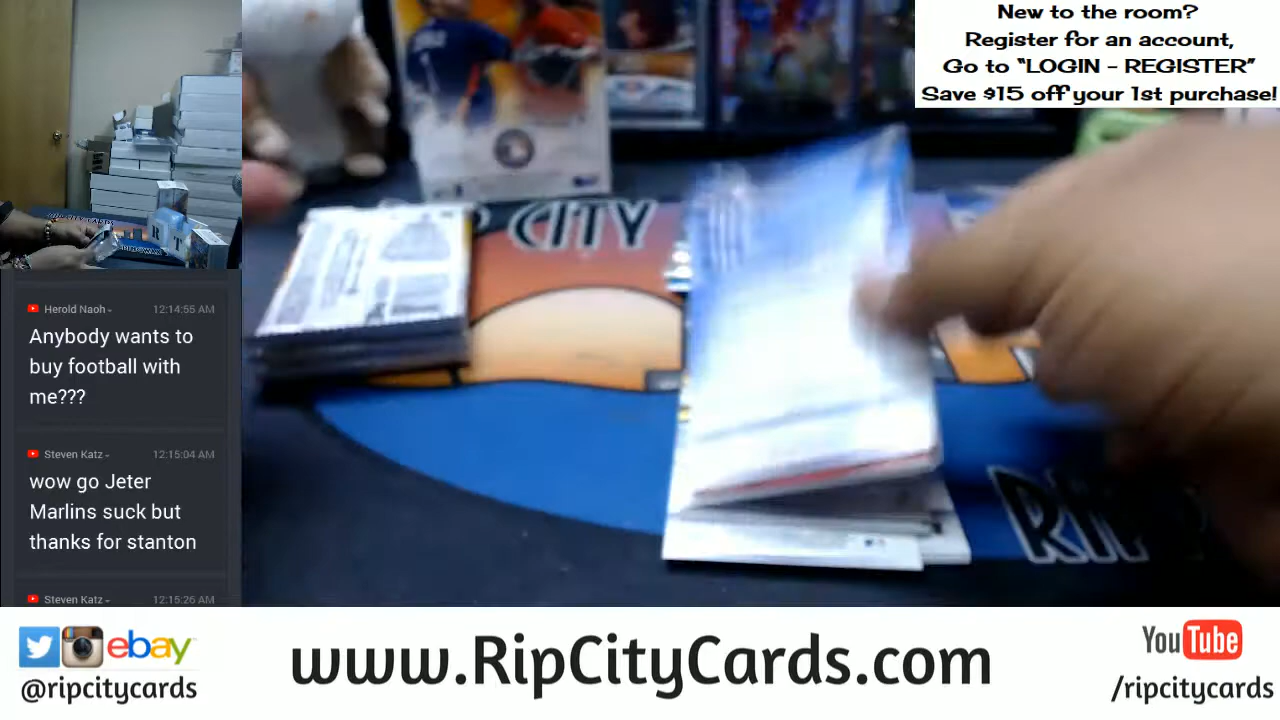 New to the room?
Register for an account,
Go to “LOGIN - REGISTER”
Save $15 off your 1st purchase!
CITY
R T
Herold Naoh
12:14:55 AM
Anybody wants to
buy football with
me???
Steven Katz
12:15:04 AM
wow go Jeter
Marlins suck but
thanks for stanton
Steven Katz
12:15:26 AM
ebay
@ripcitycards
www.RipCityCards.com
YouTube
/ripcitycards